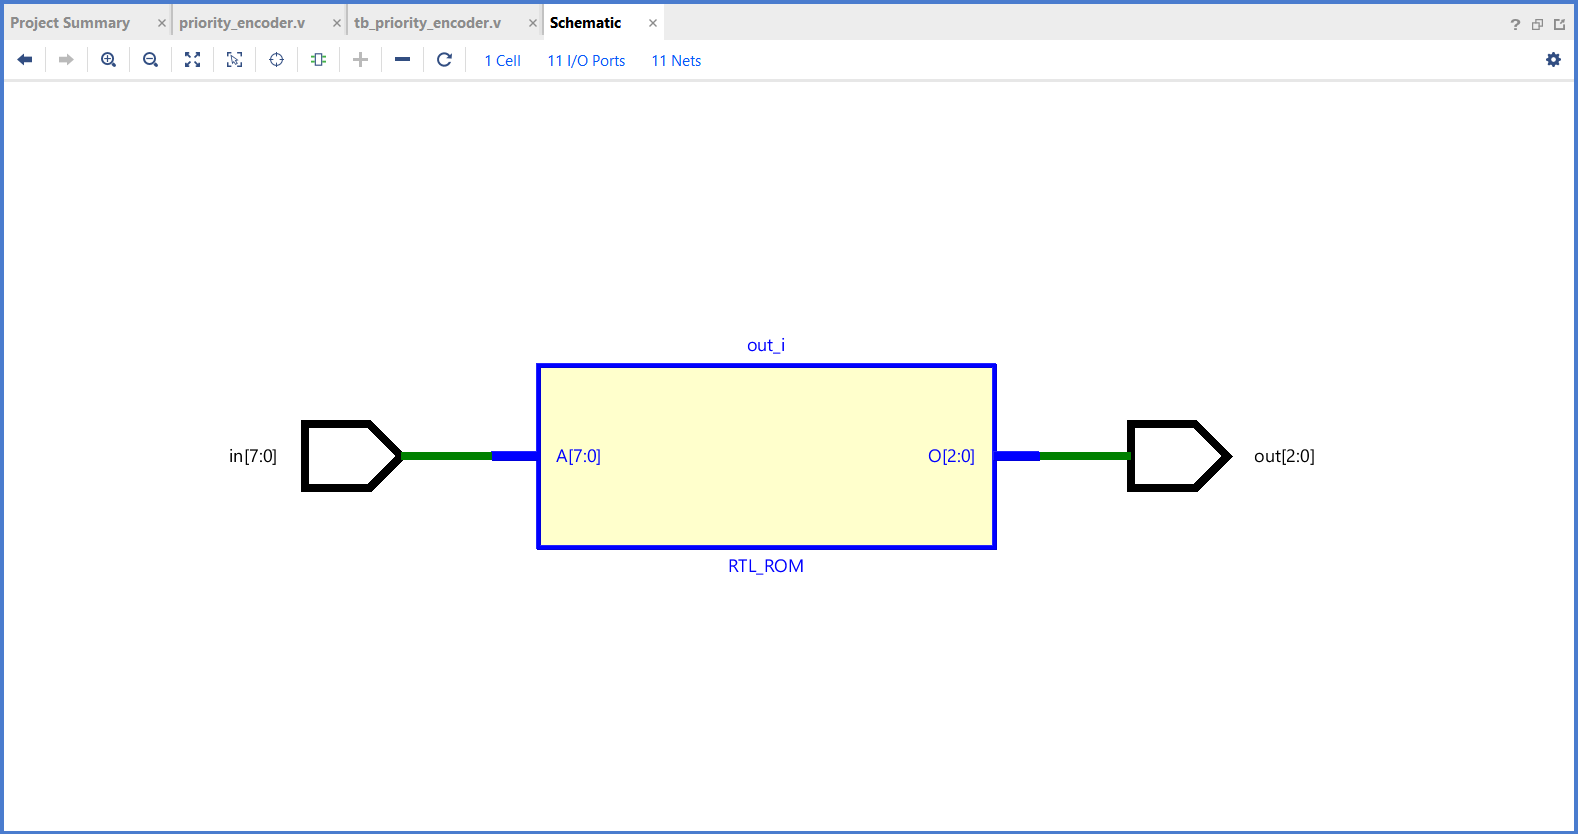 Project Summary × priority_encoder.v × tb_priority_encoder.v × Schematic × ?
1 Cell 11 I/O Ports 11 Nets
out_i
in[7:0] A[7:0] O[2:0] out[2:0]
RTL_ROM